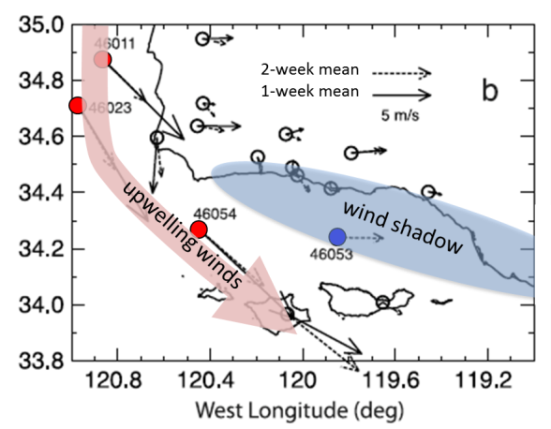 35.0
46011
2-week mean
1-week mean
5 m/s
b
34.8
46023
34.6
34.4
upwelling winds
wind shadow
46054
46053
34.2
34.0
33.8
120.8
120.4
120
119.6
119.2
West Longitude (deg)